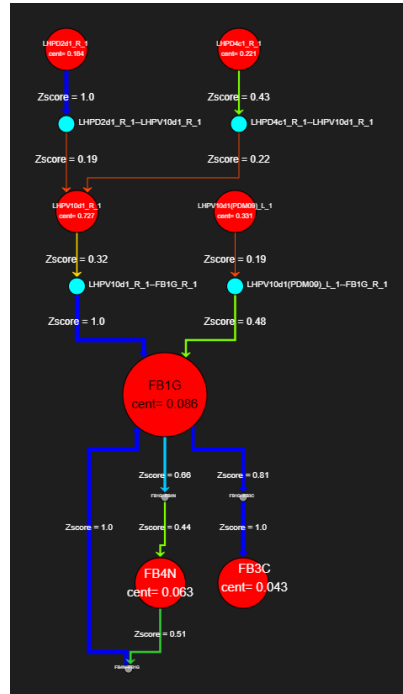 LHPD2d1_R_1
cent= 0.184
LHPD4c1_R_1
cent= 0.221
Zscore = 1.0
Zscore = 0.43
LHPD2d1_R_1--LHPV10d1_R_1
LHPD4c1_R_1--LHPV10d1_R_1
Zscore = 0.19
Zscore = 0.22
LHPV10d1_R_1
cent= 0.727
LHPV10d1(PDM09)_L_1
cent= 0.331
Zscore = 0.32
Zscore = 0.19
LHPV10d1_R_1--FB1G_R_1
LHPV10d1(PDM09)_L_1--FB1G_R_1
Zscore = 1.0
Zscore = 0.48
FB1G
cent= 0.086
Zscore = 0.66
Zscore = 0.81
Zscore = 1.0
Zscore = 0.44
Zscore = 1.0
FB4N
cent= 0.063
FB3C
cent= 0.043
Zscore = 0.51